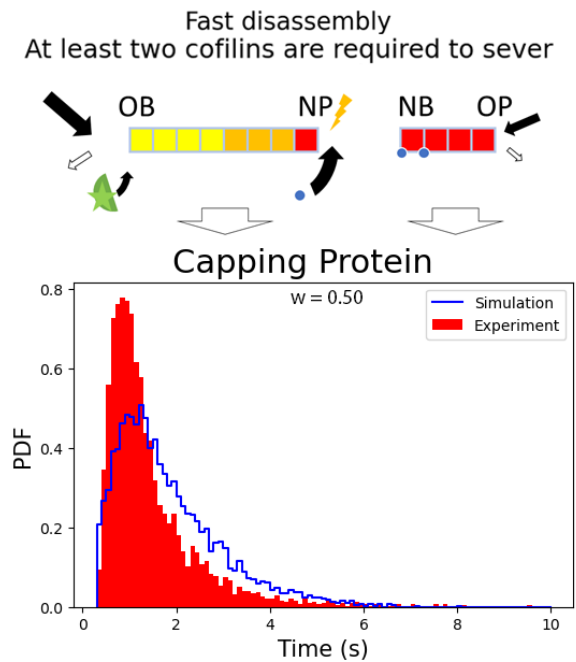 Fast disassembly
At least two cofilins are required to sever
OB NP NB OP
Capping Protein
w = 0.50
Simulation
Experiment
0.8
0.6
0.4
0.2
0.0
PDF
0 2 4 6 8 10
Time (s)